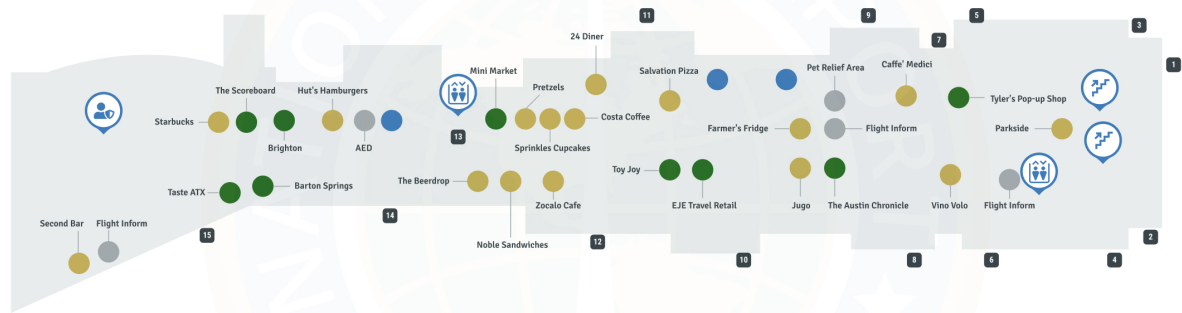 11
9
5
3
24 Diner
7
1
Mini Market
Salvation Pizza
Pet Relief Area
Caffe' Medici
The Scoreboard
Hut's Hamburgers
Pretzels
Tyler's Pop-up Shop
Starbucks
Costa Coffee
Farmer's Fridge
Flight Inform
Parkside
13
Brighton
AED
Sprinkles Cupcakes
Toy Joy
Taste ATX
Barton Springs
The Beerdrop
Zocalo Cafe
EJE Travel Retail
Jugo
The Austin Chronicle
Vino Volo
Flight Inform
14
Second Bar
Flight Inform
15
Noble Sandwiches
12
2
10
8
6
4